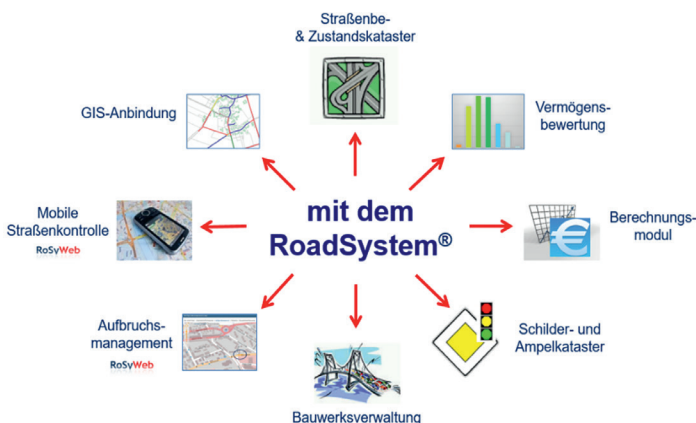 Straßenbe-
& Zustandskataster
GIS-Anbindung
Vermögens-
bewertung
Mobile
Straßenkontrolle
RoSyWeb
mit dem
RoadSystem®
Berechnungs-
modul
Aufbruchs-
management
RoSyWeb
Schilder- und
Ampelkataster
Bauwerksverwaltung